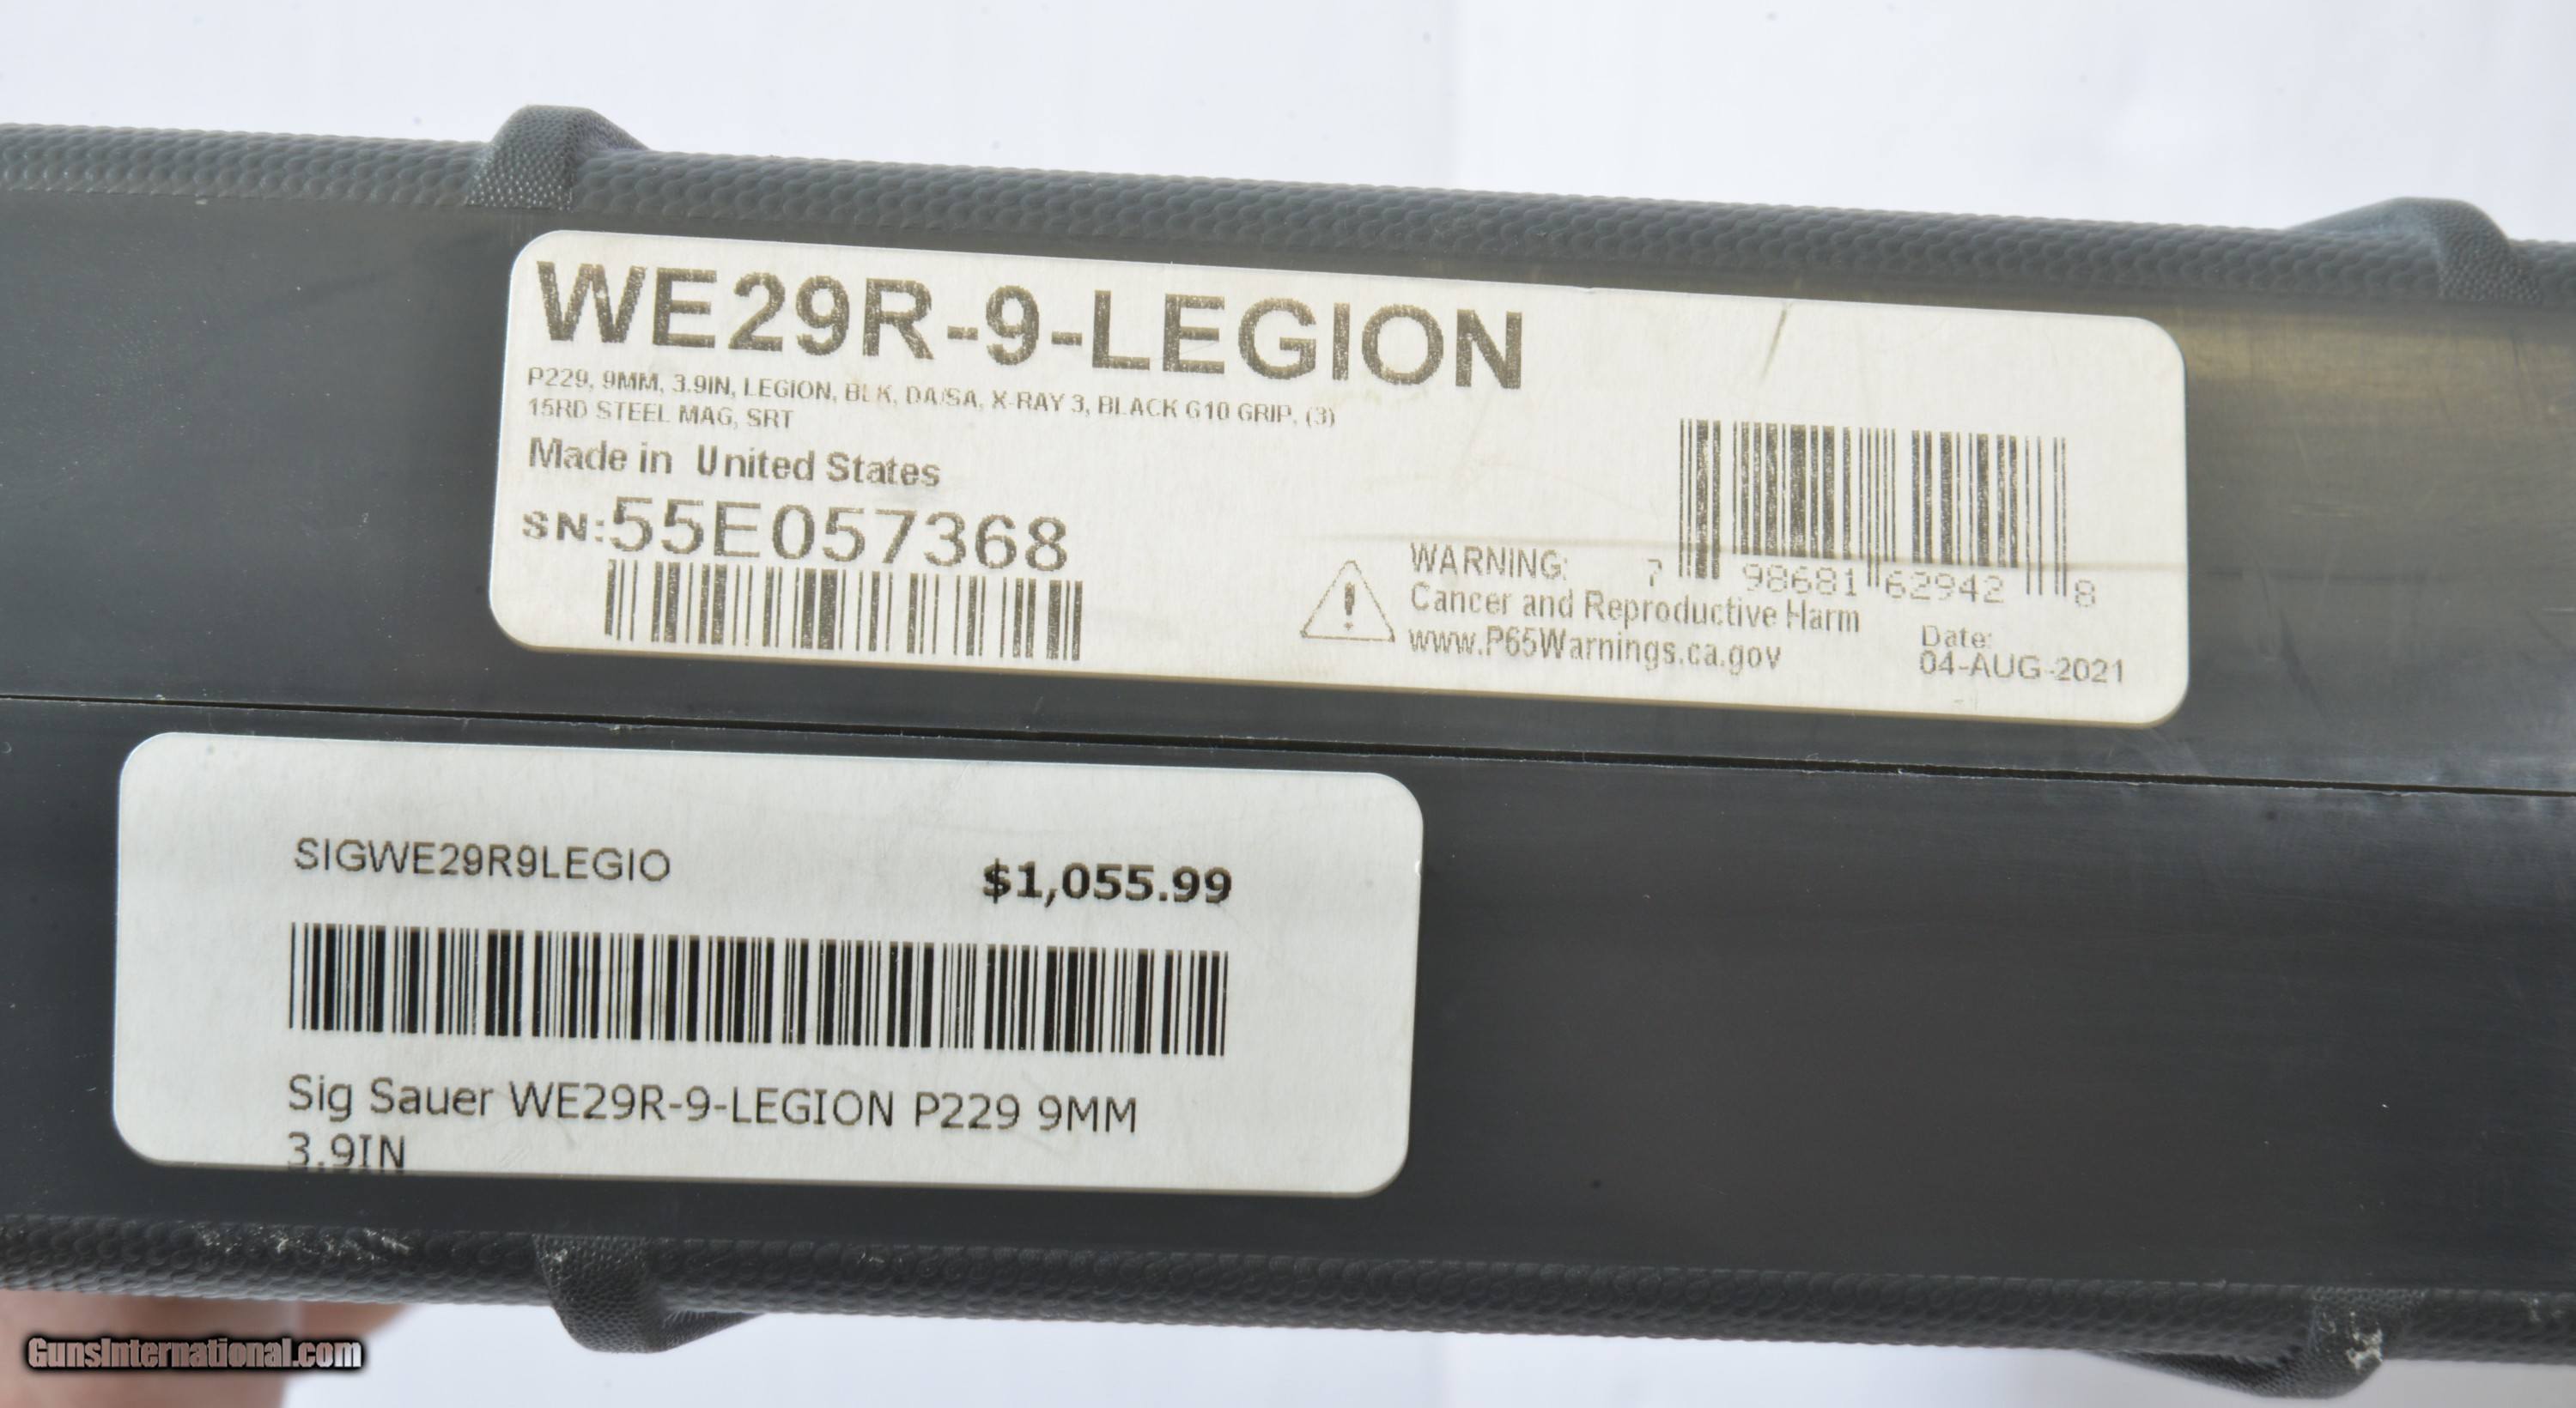 WE29R-9-LEGION
P229, 9MM, 3.9IN, LEGION, BLK, DA/SA, X-RAY 3, BLACK G10 GRIP, (3)
15RD STEEL MAG, SRT
Made in United States
SN:55E057368
7 98681 62942 8
WARNING:
Cancer and Reproductive Harm
www.P65Warnings.ca.gov
Date:
04-AUG-2021
SIGWE29R9LEGIO
$1,055.99
Sig Sauer WE29R-9-LEGION P229 9MM
3.9IN
GunsInternational.com